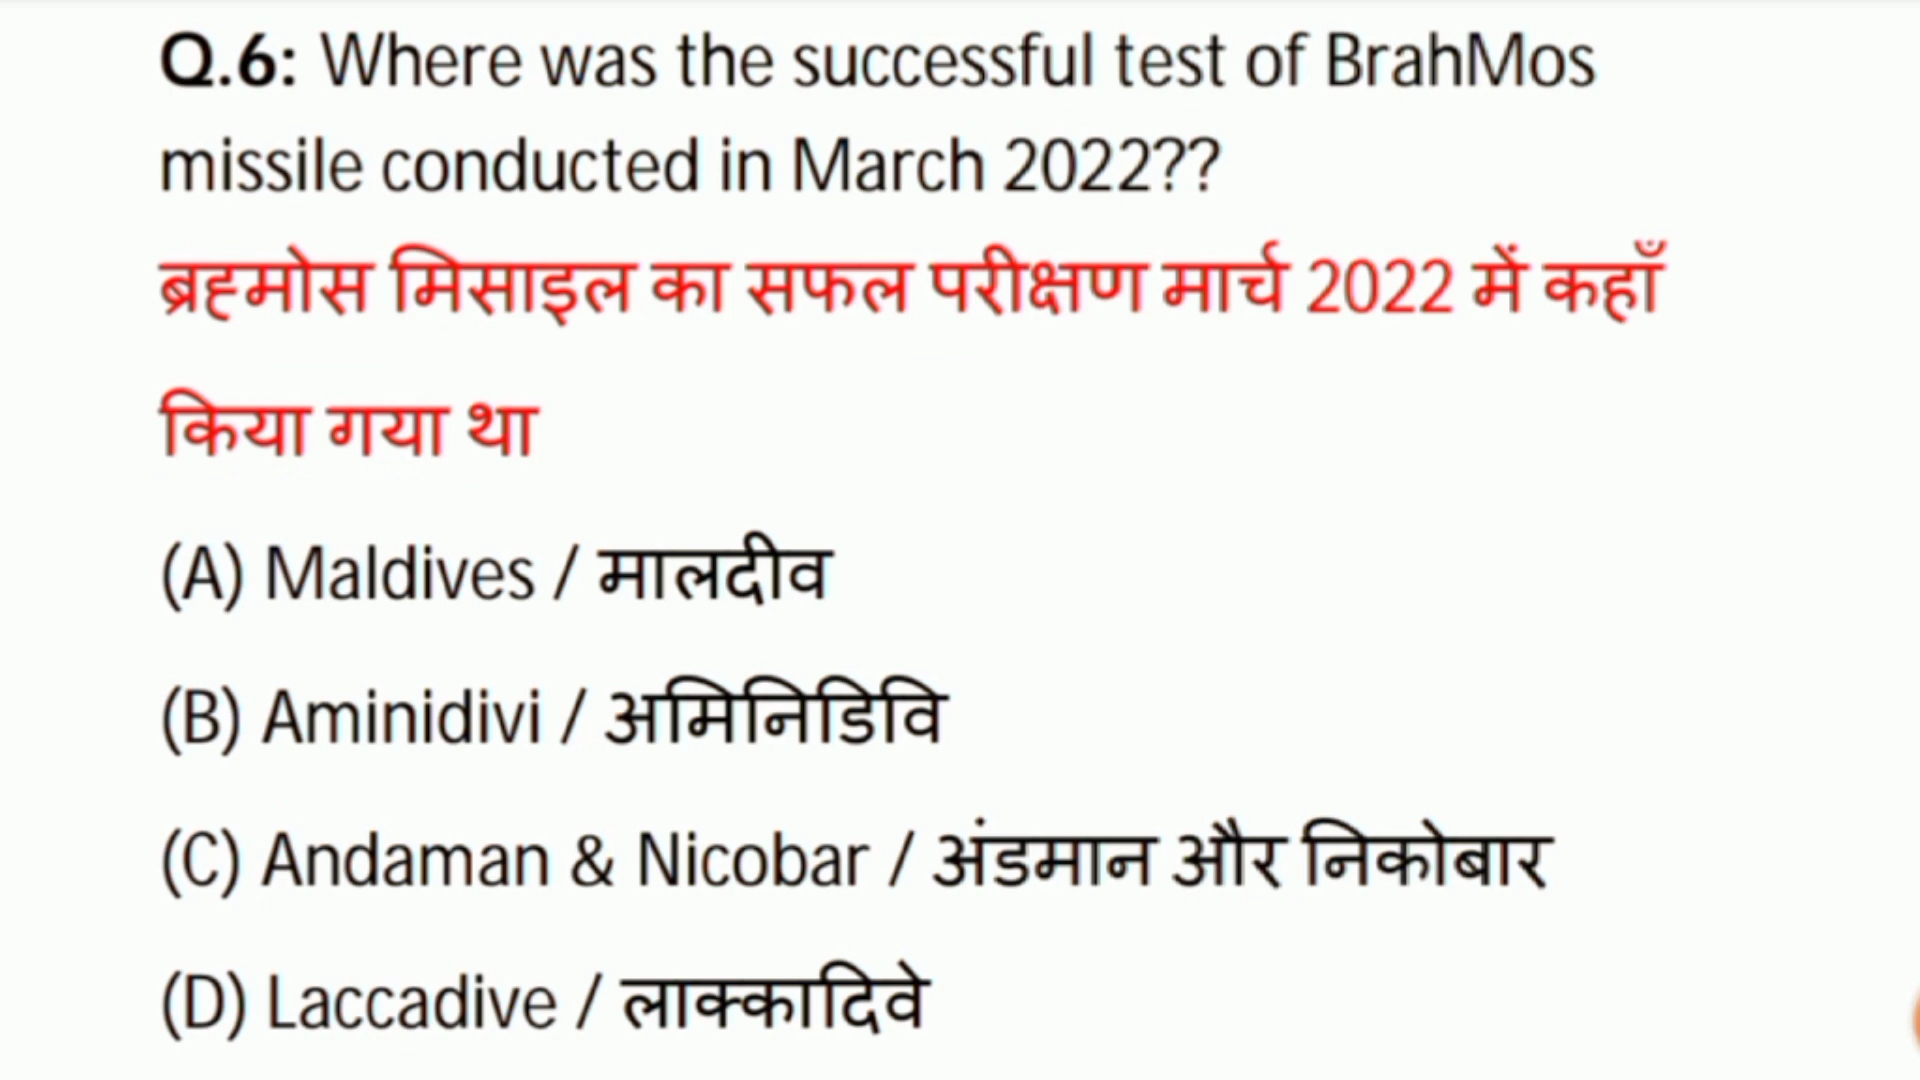 Q.6: Where was the successful test of BrahMos
missile conducted in March 2022??
ब्रह्मोस मिसाइल का सफल परीक्षण मार्च 2022 में कहाँ
किया गया था
(A) Maldives / मालदीव
(B) Aminidivi / अमिनिडिवि
(C) Andaman & Nicobar / अंडमान और निकोबार
(D) Laccadive / लाक्कादिवे